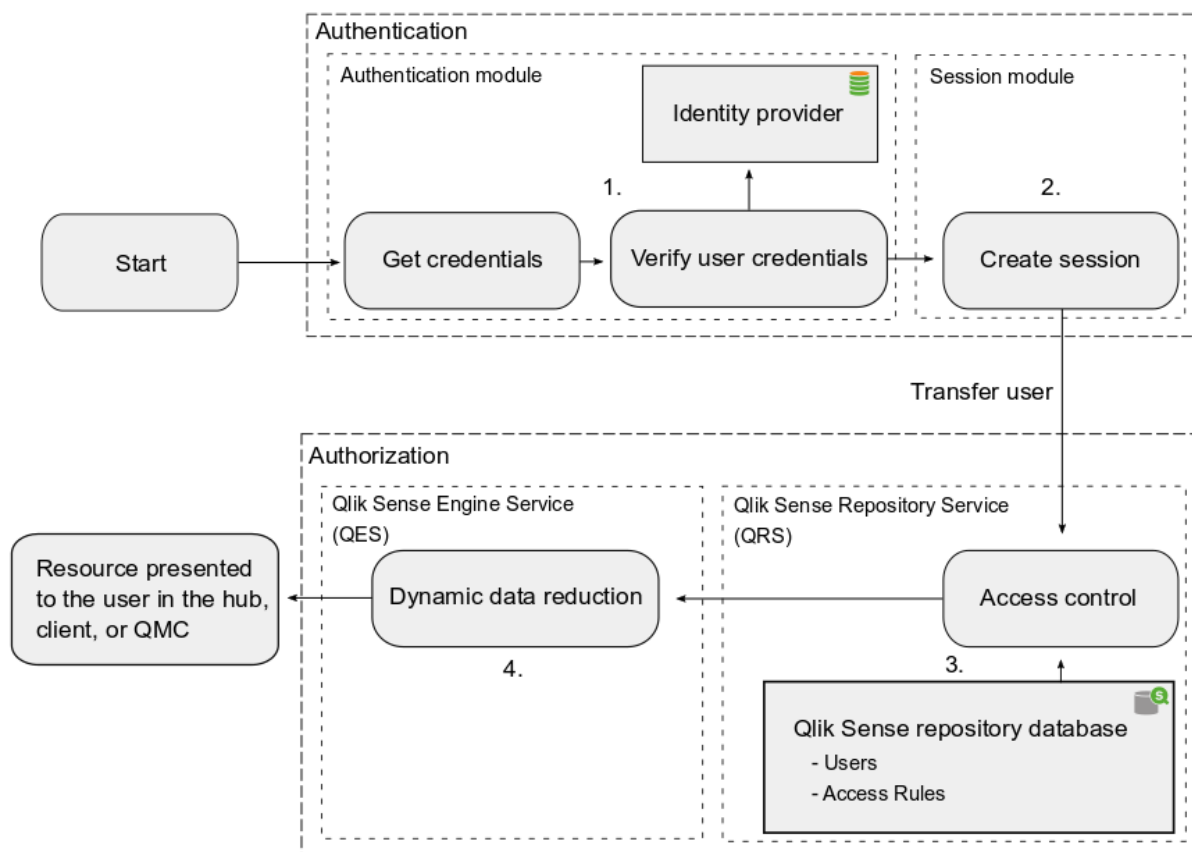 Authentication
Authentication module
Session module
Identity provider
1.
2.
Start
Get credentials
Verify user credentials
Create session
Transfer user
Authorization
Qlik Sense Engine Service
(QES)
Qlik Sense Repository Service
(QRS)
Resource presented
to the user in the hub,
client, or QMC
Dynamic data reduction
Access control
4.
3.
S
Qlik Sense repository database
- Users
- Access Rules